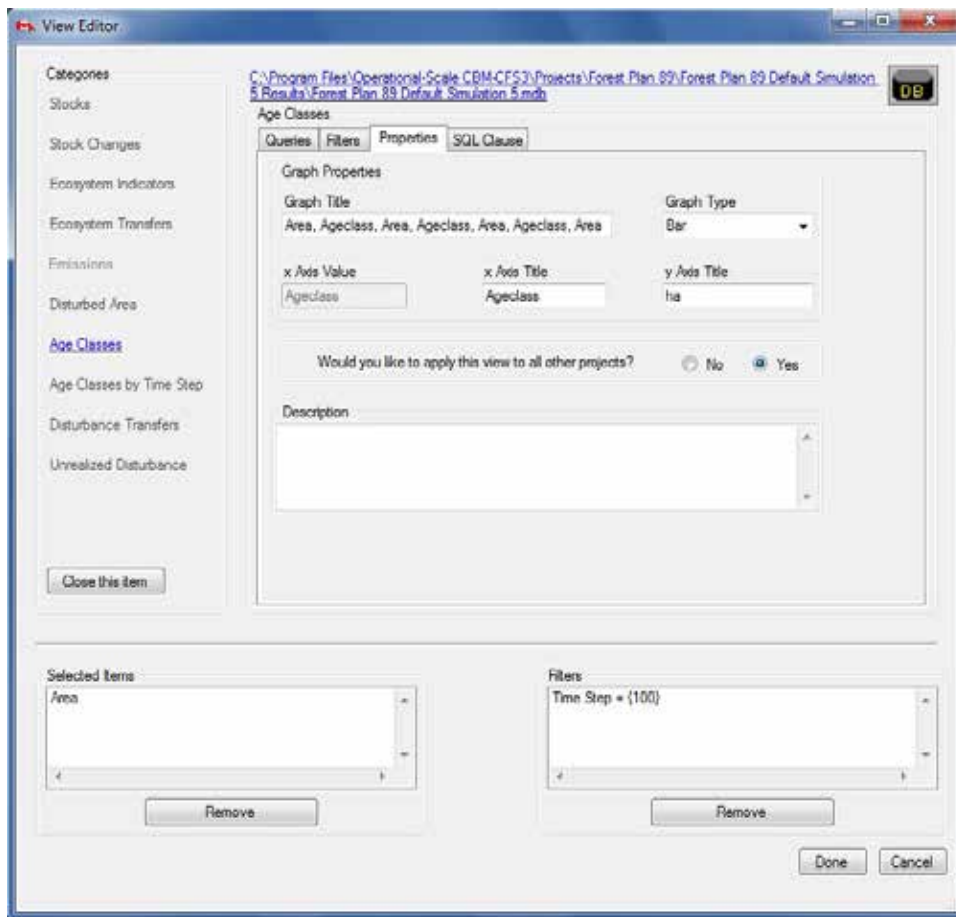 View Editor
Categories
Stocks
Stock Changes
Ecosystem Indicators
Ecosystem Transfers
Emissions
Disturbed Area
Age Classes
Age Classes by Time Step
Disturbance Transfers
Unrealized Disturbance
Close this item
C:\Program Files\Operational-Scale CBM-CFS3\Projects\Forest Plan 89\Forest Plan 89 Default Simulation
5 Results\Forest Plan 89 Default Simulation 5.mdb
DB
Age Classes
Queries Filters Properties SQL Clause
Graph Properties
Graph Title Graph Type
Area, Ageclass, Area, Ageclass, Area, Ageclass, Area Bar
x Axis Value x Axis Title y Axis Title
Ageclass Ageclass ha
Would you like to apply this view to all other projects? No Yes
Description
Selected Items
Area
Remove
Filters
Time Step = {100}
Remove
Done Cancel